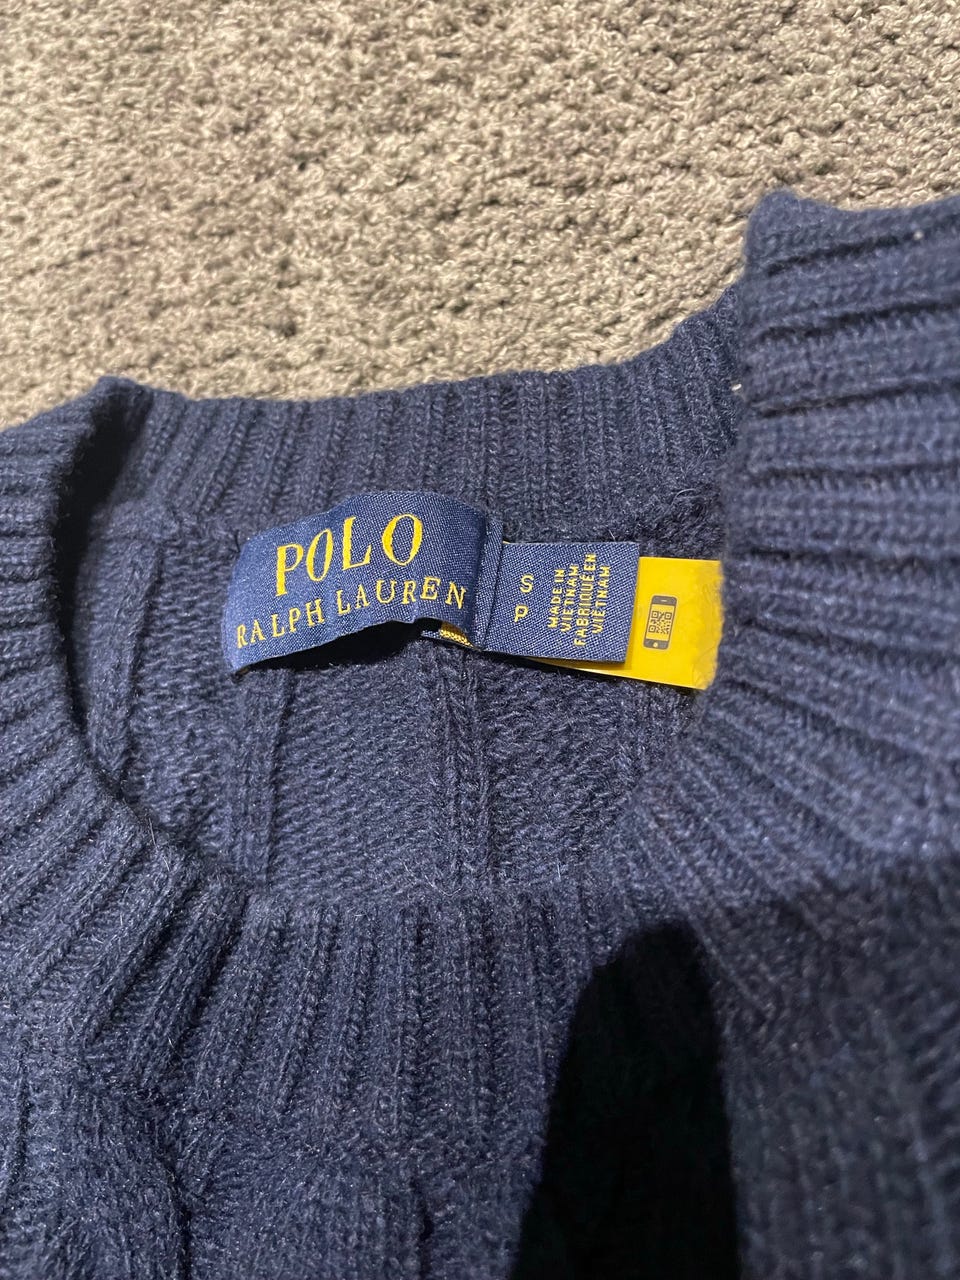 POLO
RALPH LAUREN
S
P
MADE IN
VIETNAM
FABRIQUÉ EN
VIETNAM